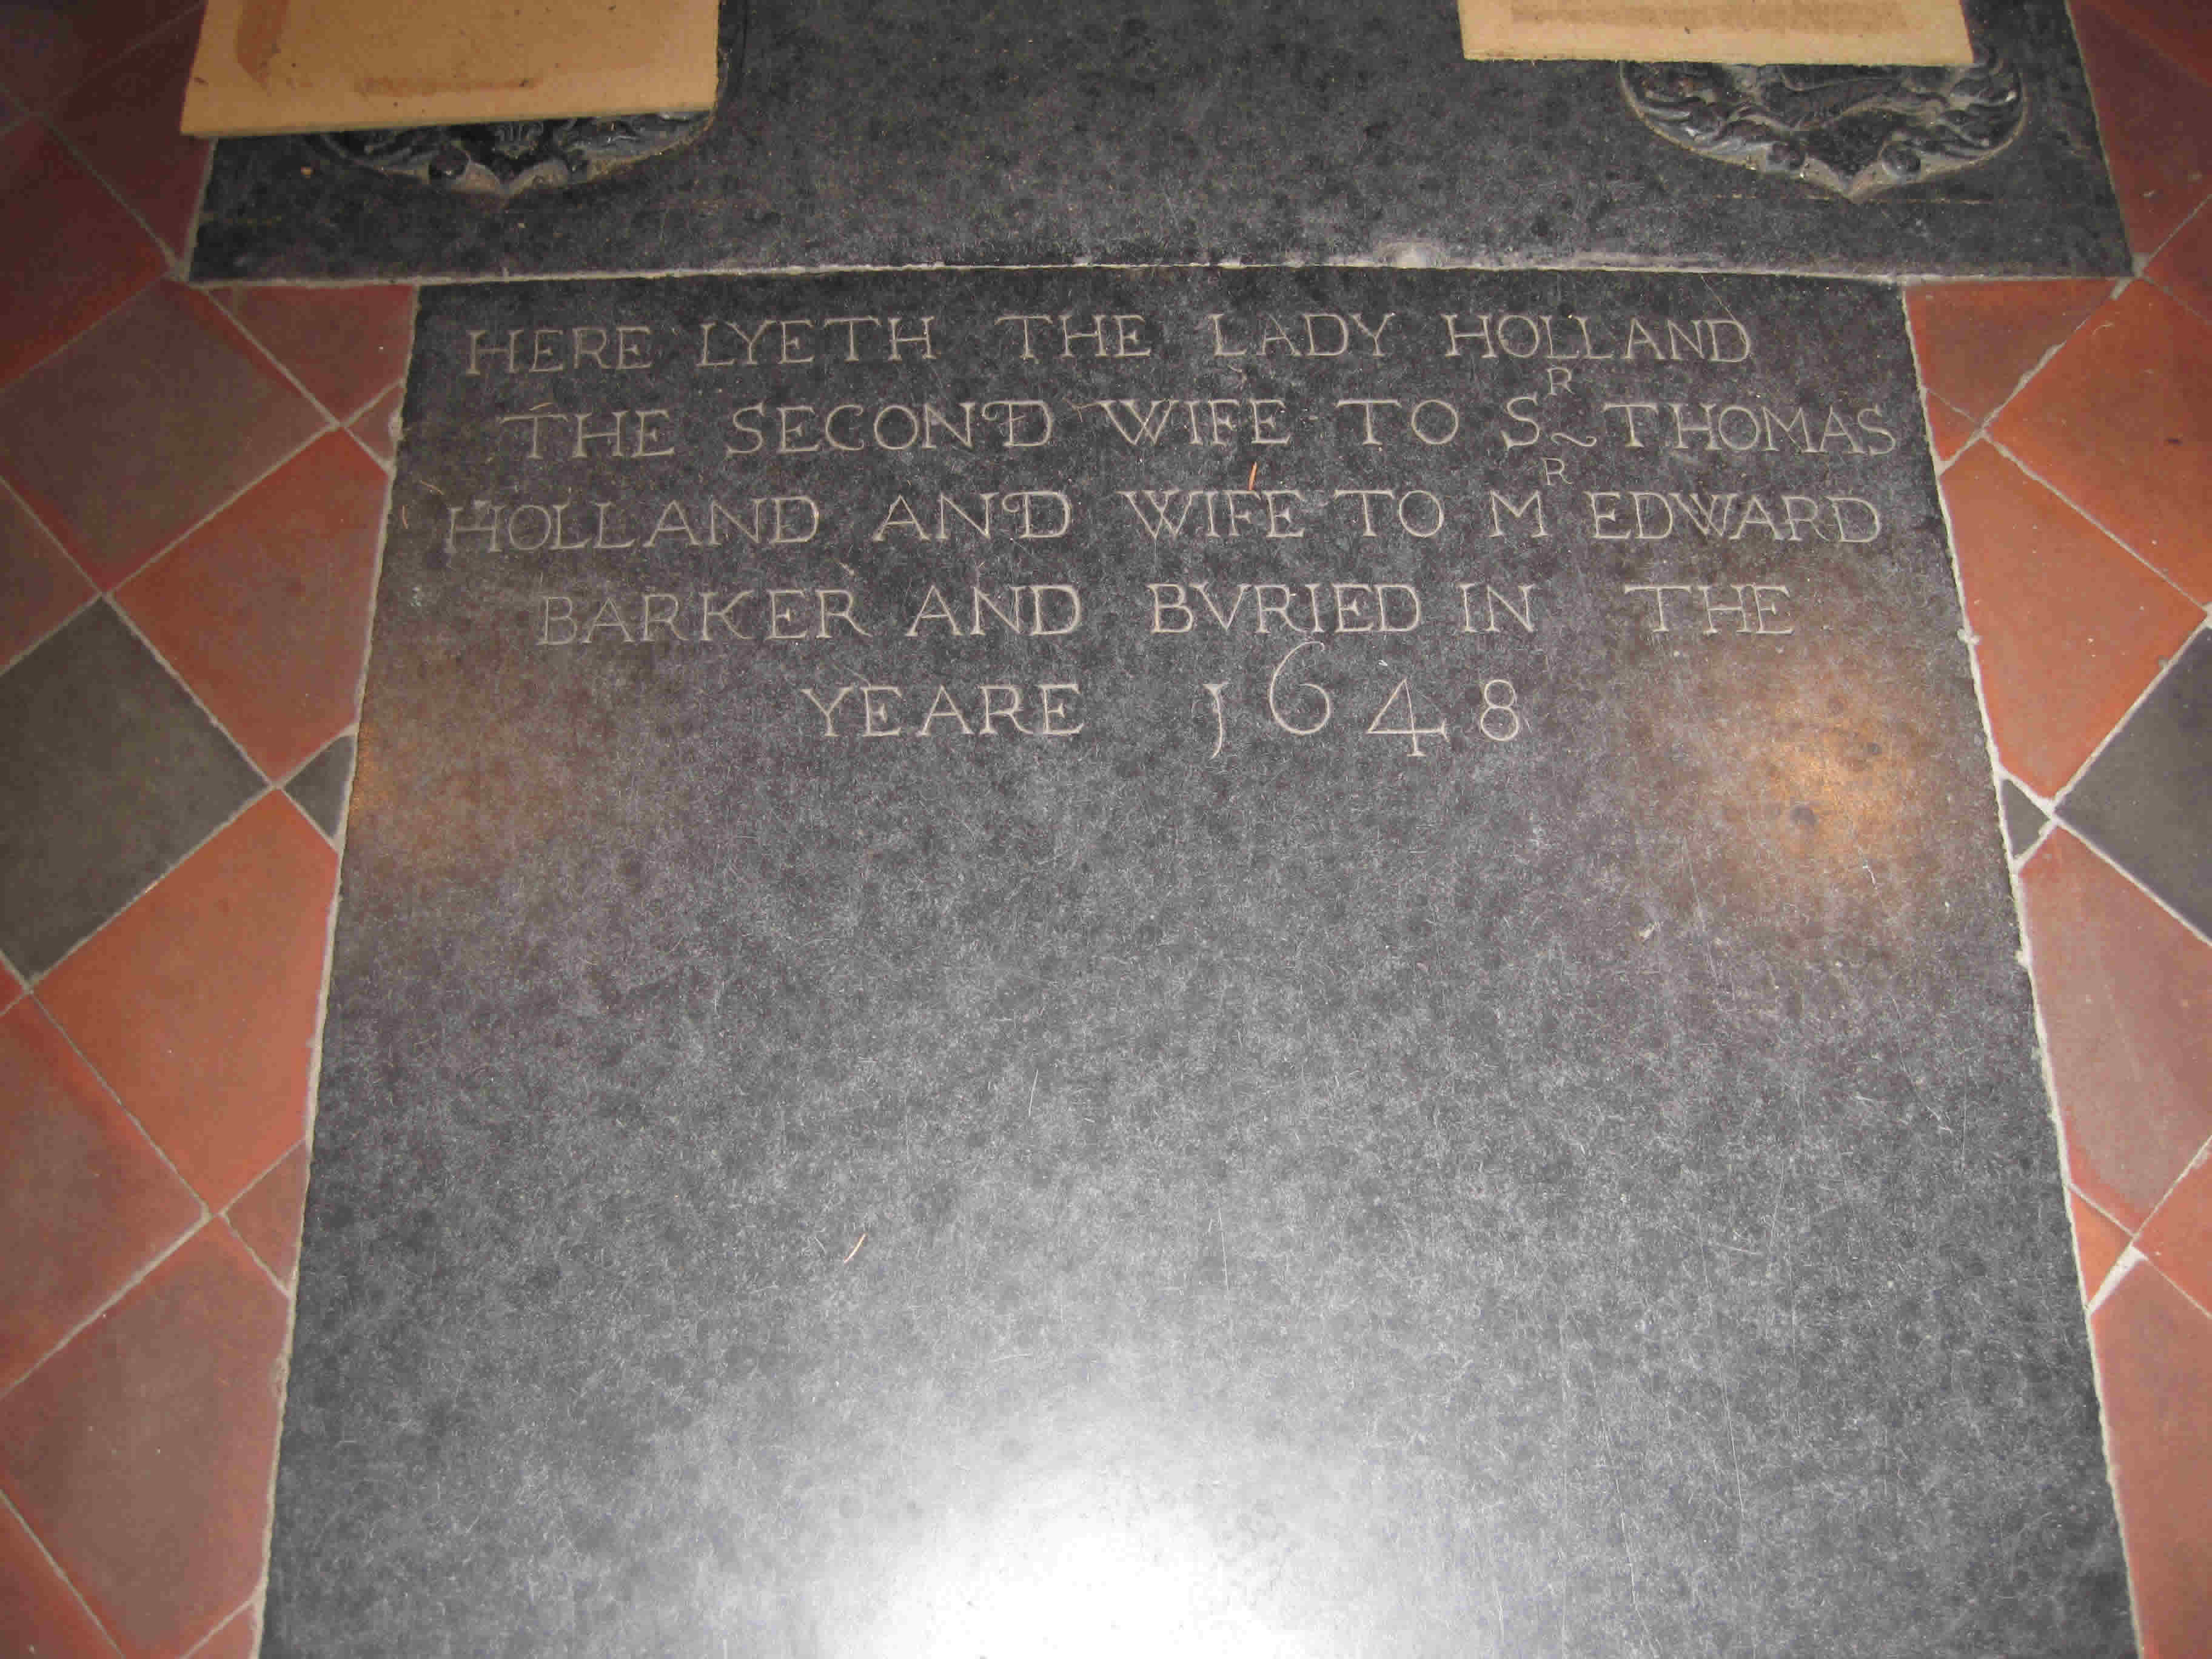 HERE LYETH THE LADY HOLLAND
THE SECOND WIFE TO Sᴿ~ THOMAS
HOLLAND AND WIFE TO Mᴿ EDWARD
BARKER AND BVRIED IN THE
YEARE 1648